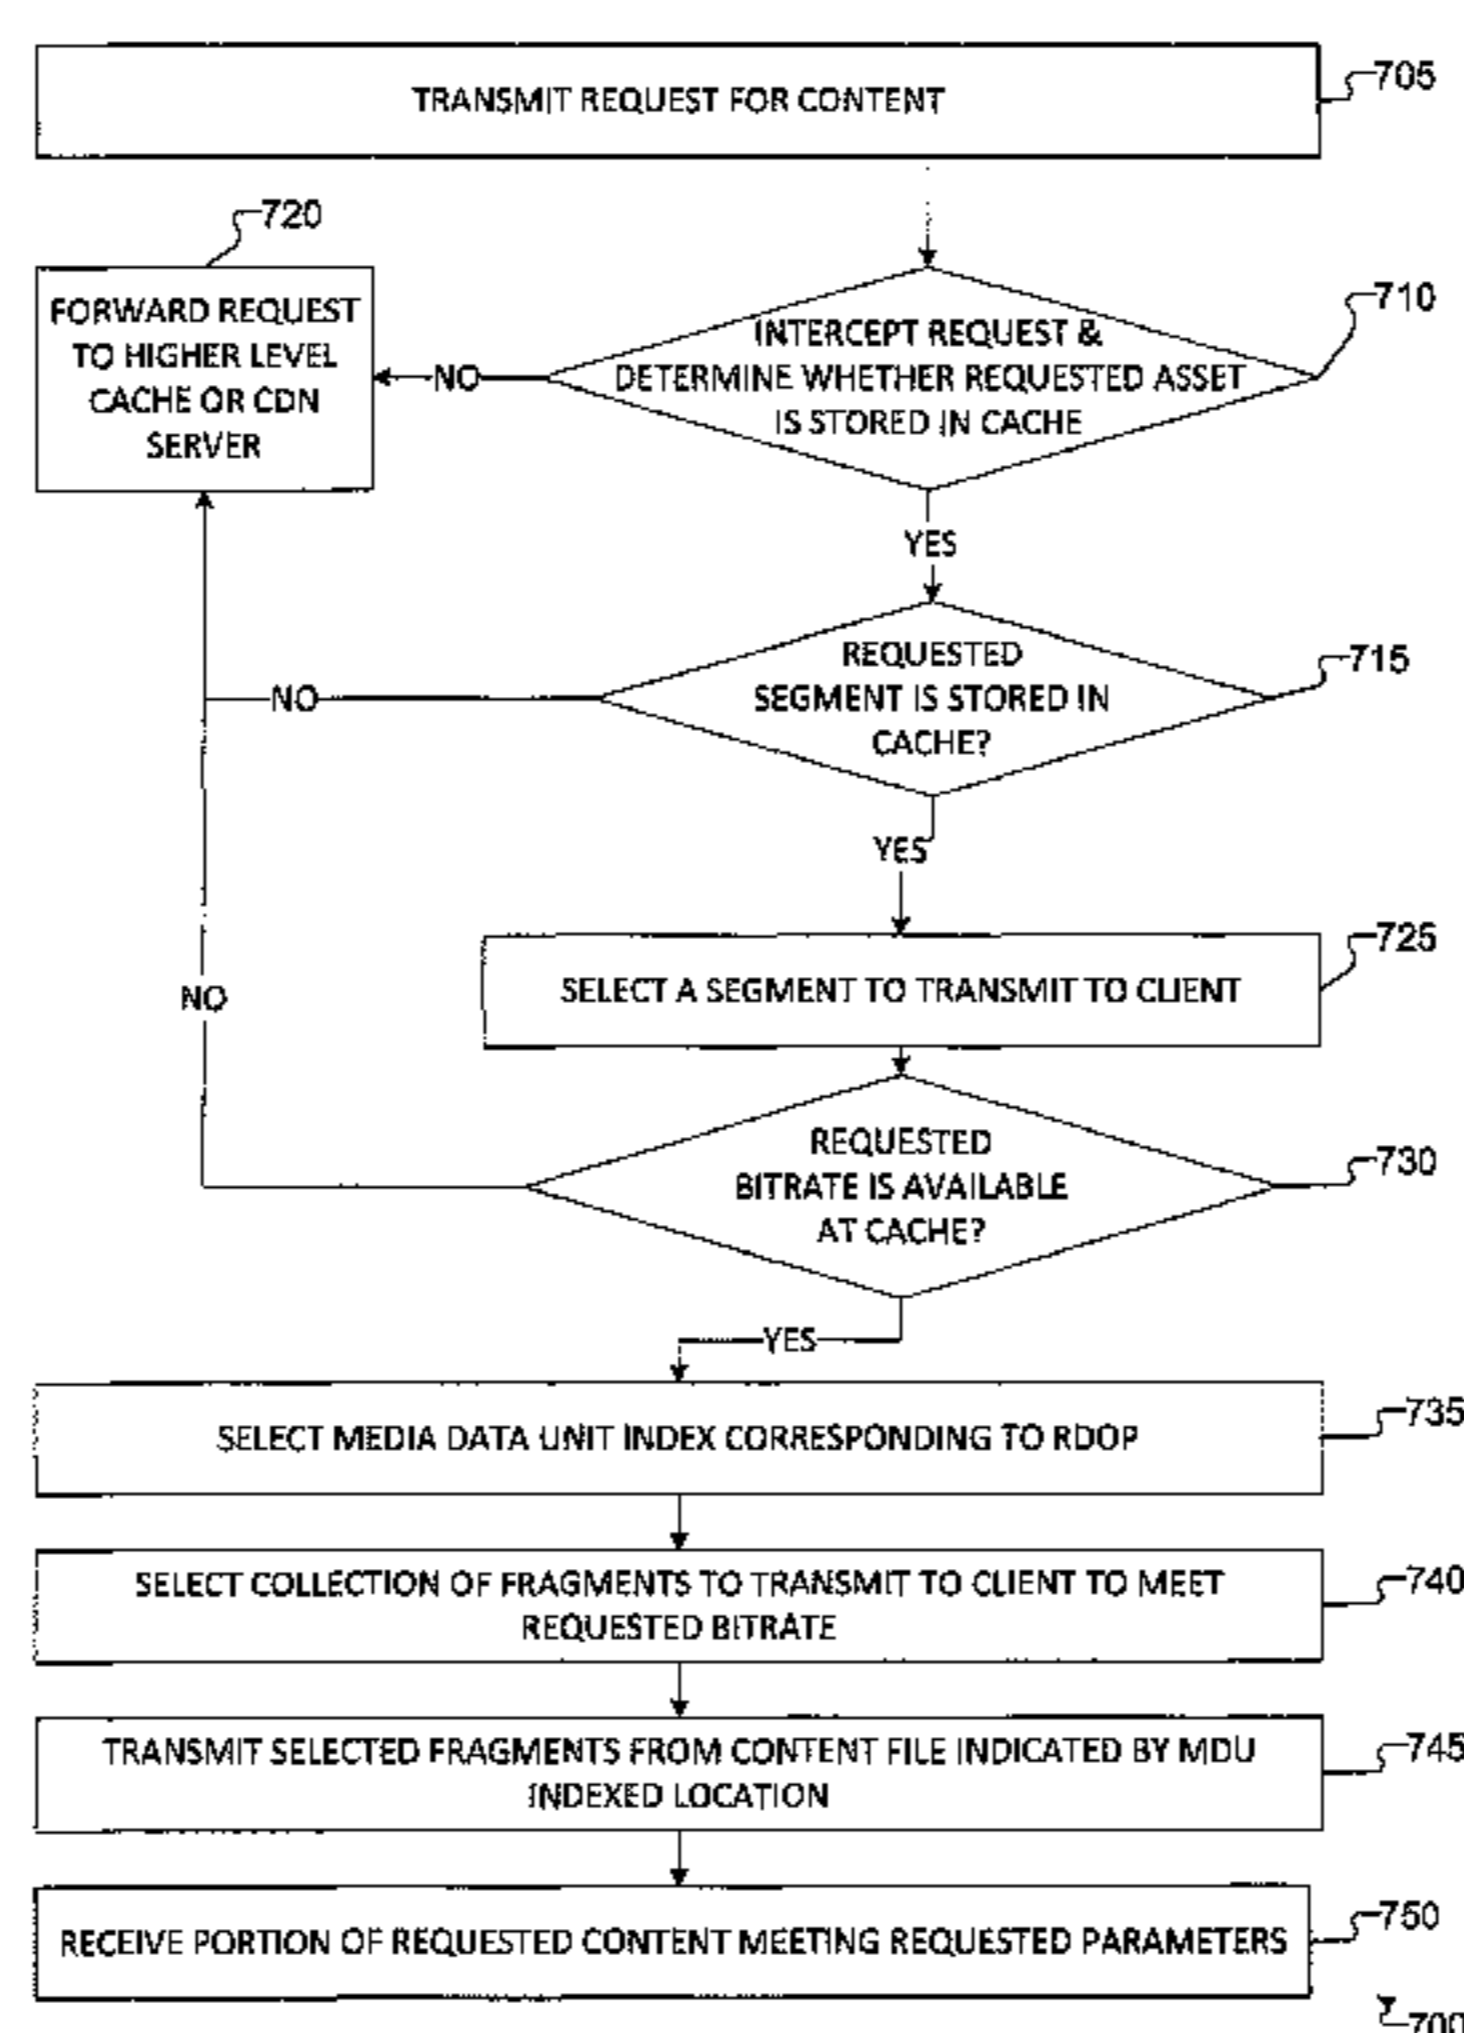 TRANSMIT REQUEST FOR CONTENT
705
720
FORWARD REQUEST
TO HIGHER LEVEL
CACHE OR CDN
SERVER
NO
INTERCEPT REQUEST &
DETERMINE WHETHER REQUESTED ASSET
IS STORED IN CACHE
710
YES
NO
REQUESTED
SEGMENT IS STORED IN
CACHE?
715
YES
SELECT A SEGMENT TO TRANSMIT TO CLIENT
725
NO
REQUESTED
BITRATE IS AVAILABLE
AT CACHE?
730
YES
SELECT MEDIA DATA UNIT INDEX CORRESPONDING TO RDOP
735
SELECT COLLECTION OF FRAGMENTS TO TRANSMIT TO CLIENT TO MEET
REQUESTED BITRATE
740
TRANSMIT SELECTED FRAGMENTS FROM CONTENT FILE INDICATED BY MDU
INDEXED LOCATION
745
RECEIVE PORTION OF REQUESTED CONTENT MEETING REQUESTED PARAMETERS
750
700